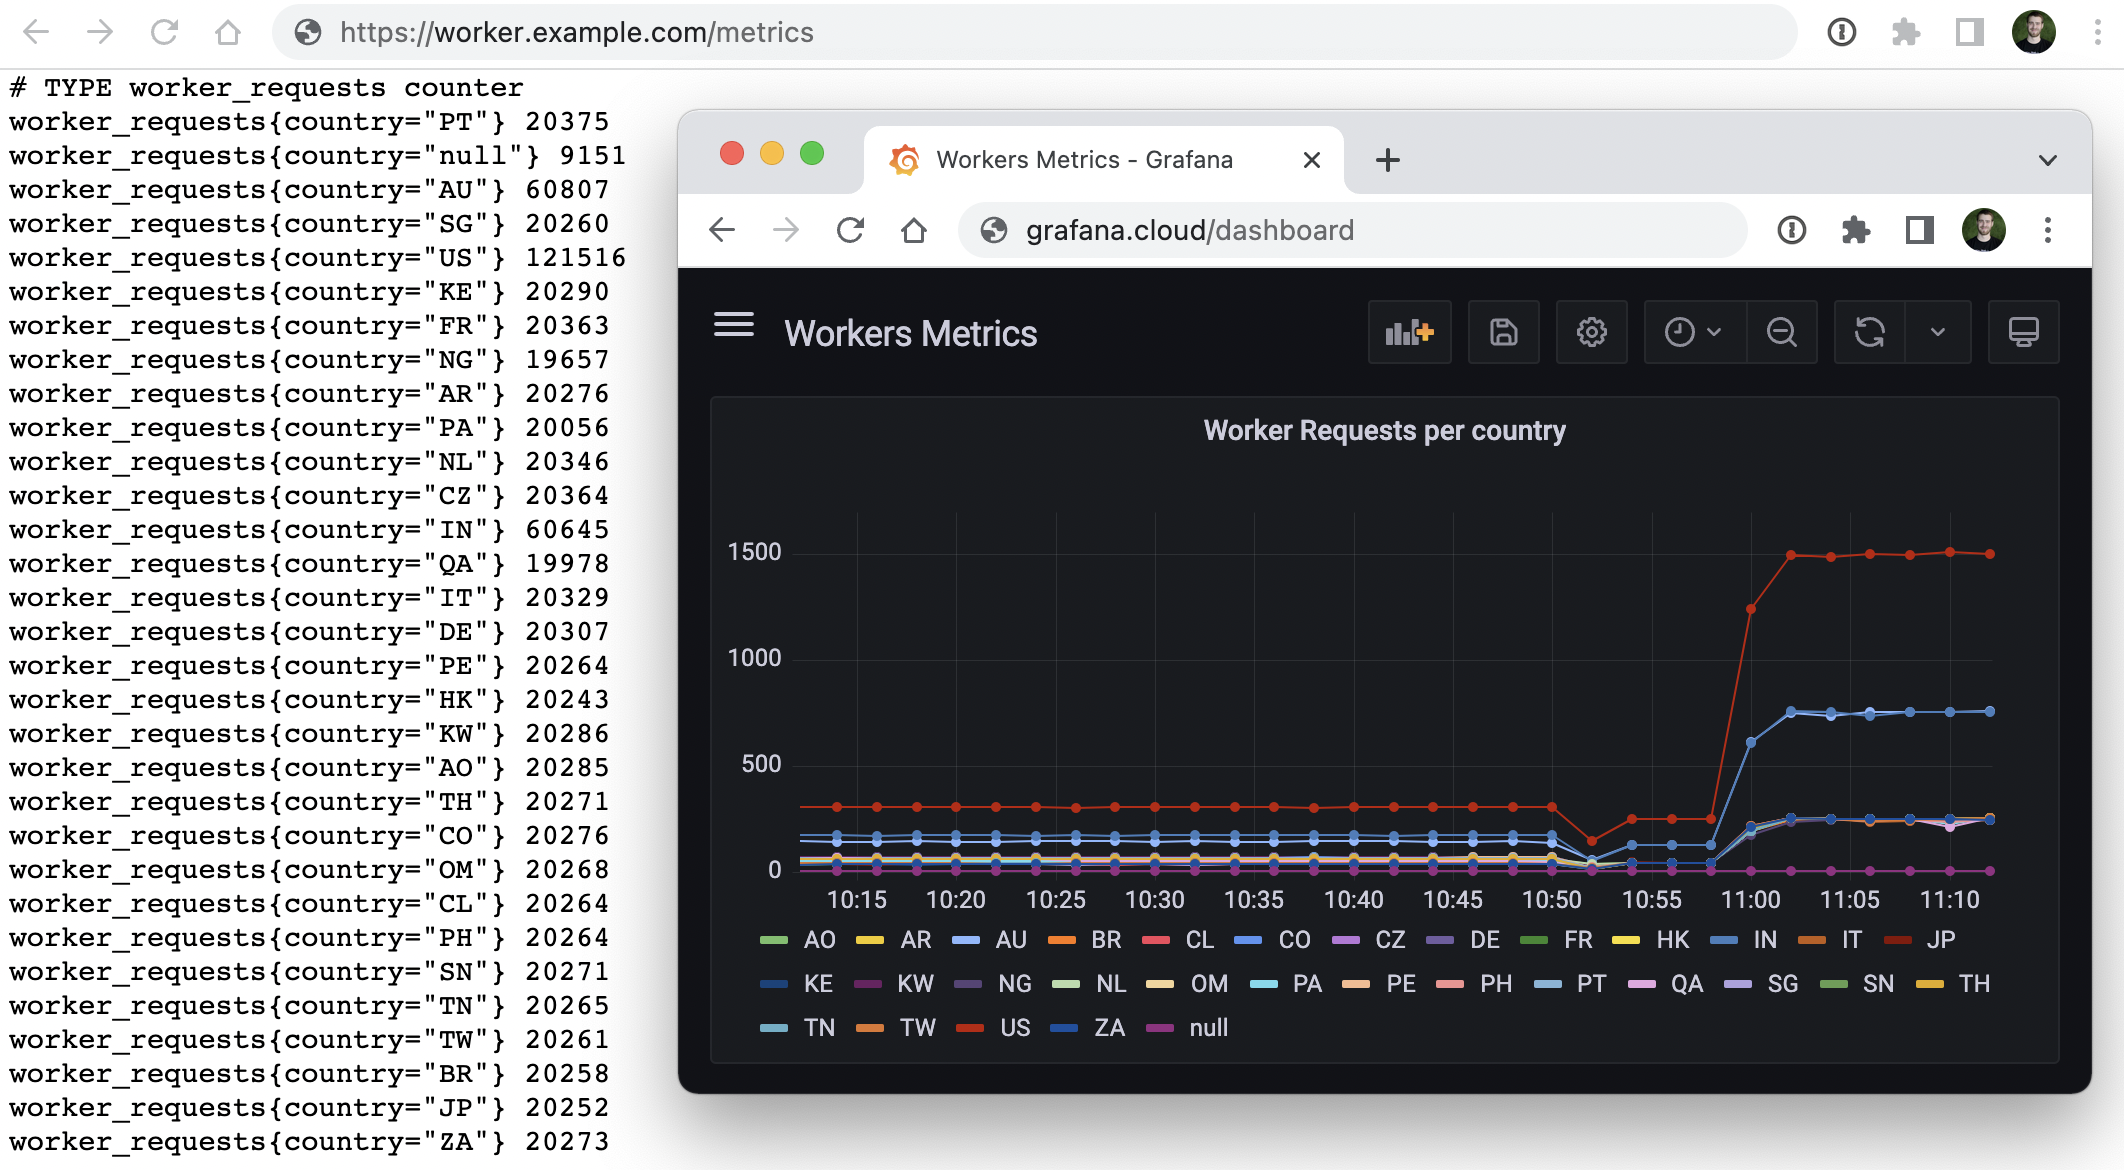 https://worker.example.com/metrics
# TYPE worker_requests counter
worker_requests{country="PT"} 20375
worker_requests{country="null"} 9151
worker_requests{country="AU"} 60807
worker_requests{country="SG"} 20260
worker_requests{country="US"} 121516
worker_requests{country="KE"} 20290
worker_requests{country="FR"} 20363
worker_requests{country="NG"} 19657
worker_requests{country="AR"} 20276
worker_requests{country="PA"} 20056
worker_requests{country="NL"} 20346
worker_requests{country="CZ"} 20364
worker_requests{country="IN"} 60645
worker_requests{country="QA"} 19978
worker_requests{country="IT"} 20329
worker_requests{country="DE"} 20307
worker_requests{country="PE"} 20264
worker_requests{country="HK"} 20243
worker_requests{country="KW"} 20286
worker_requests{country="AO"} 20285
worker_requests{country="TH"} 20271
worker_requests{country="CO"} 20276
worker_requests{country="OM"} 20268
worker_requests{country="CL"} 20264
worker_requests{country="PH"} 20264
worker_requests{country="SN"} 20271
worker_requests{country="TN"} 20265
worker_requests{country="TW"} 20261
worker_requests{country="BR"} 20258
worker_requests{country="JP"} 20252
worker_requests{country="ZA"} 20273
Workers Metrics - Grafana
grafana.cloud/dashboard
Workers Metrics
Worker Requests per country
1500
1000
500
0
10:15 10:20 10:25 10:30 10:35 10:40 10:45 10:50 10:55 11:00 11:05 11:10
AO AR AU BR CL CO CZ DE FR HK IN IT JP
KE KW NG NL OM PA PE PH PT QA SG SN TH
TN TW US ZA null